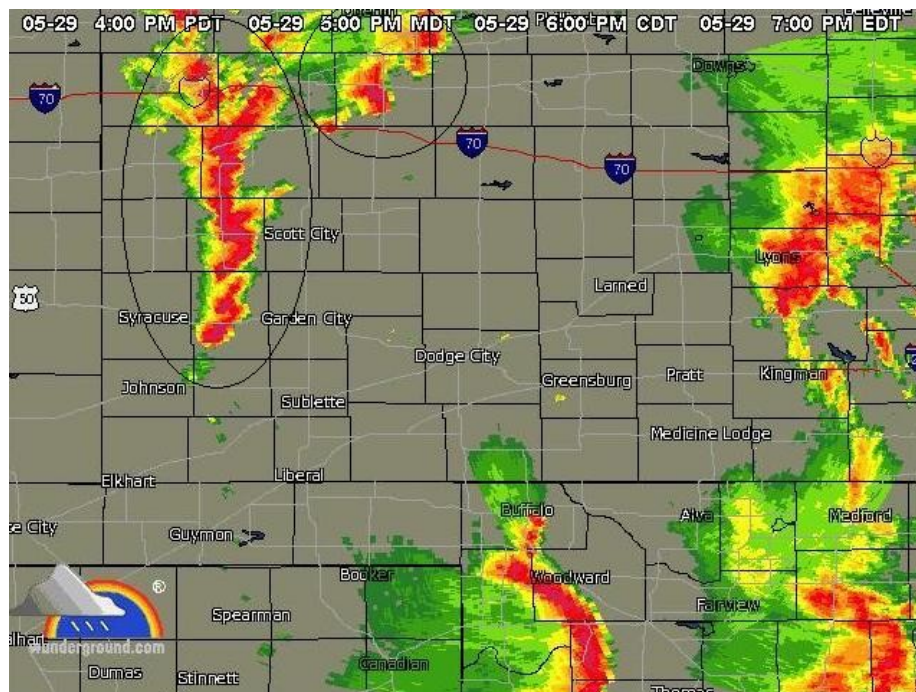 05-29 4:00 PM PDT 05-29 5:00 PM MDT 05-29 6:00 PM CDT 05-29 7:00 PM EDT
Belleville
Downs
70
70
70
Scott City
Lyons
50
Larned
Syracuse
Garden City
Dodge City
Johnson
Greensburg
Pratt
Kingman
Sublette
Medicine Lodge
Elkhart
Liberal
Buffalo
Alva
Medford
City
Guymon
Booker
Woodward
®
Spearman
Fairview
wunderground.com
Canadian
Dumas
Stinnett
Thomas